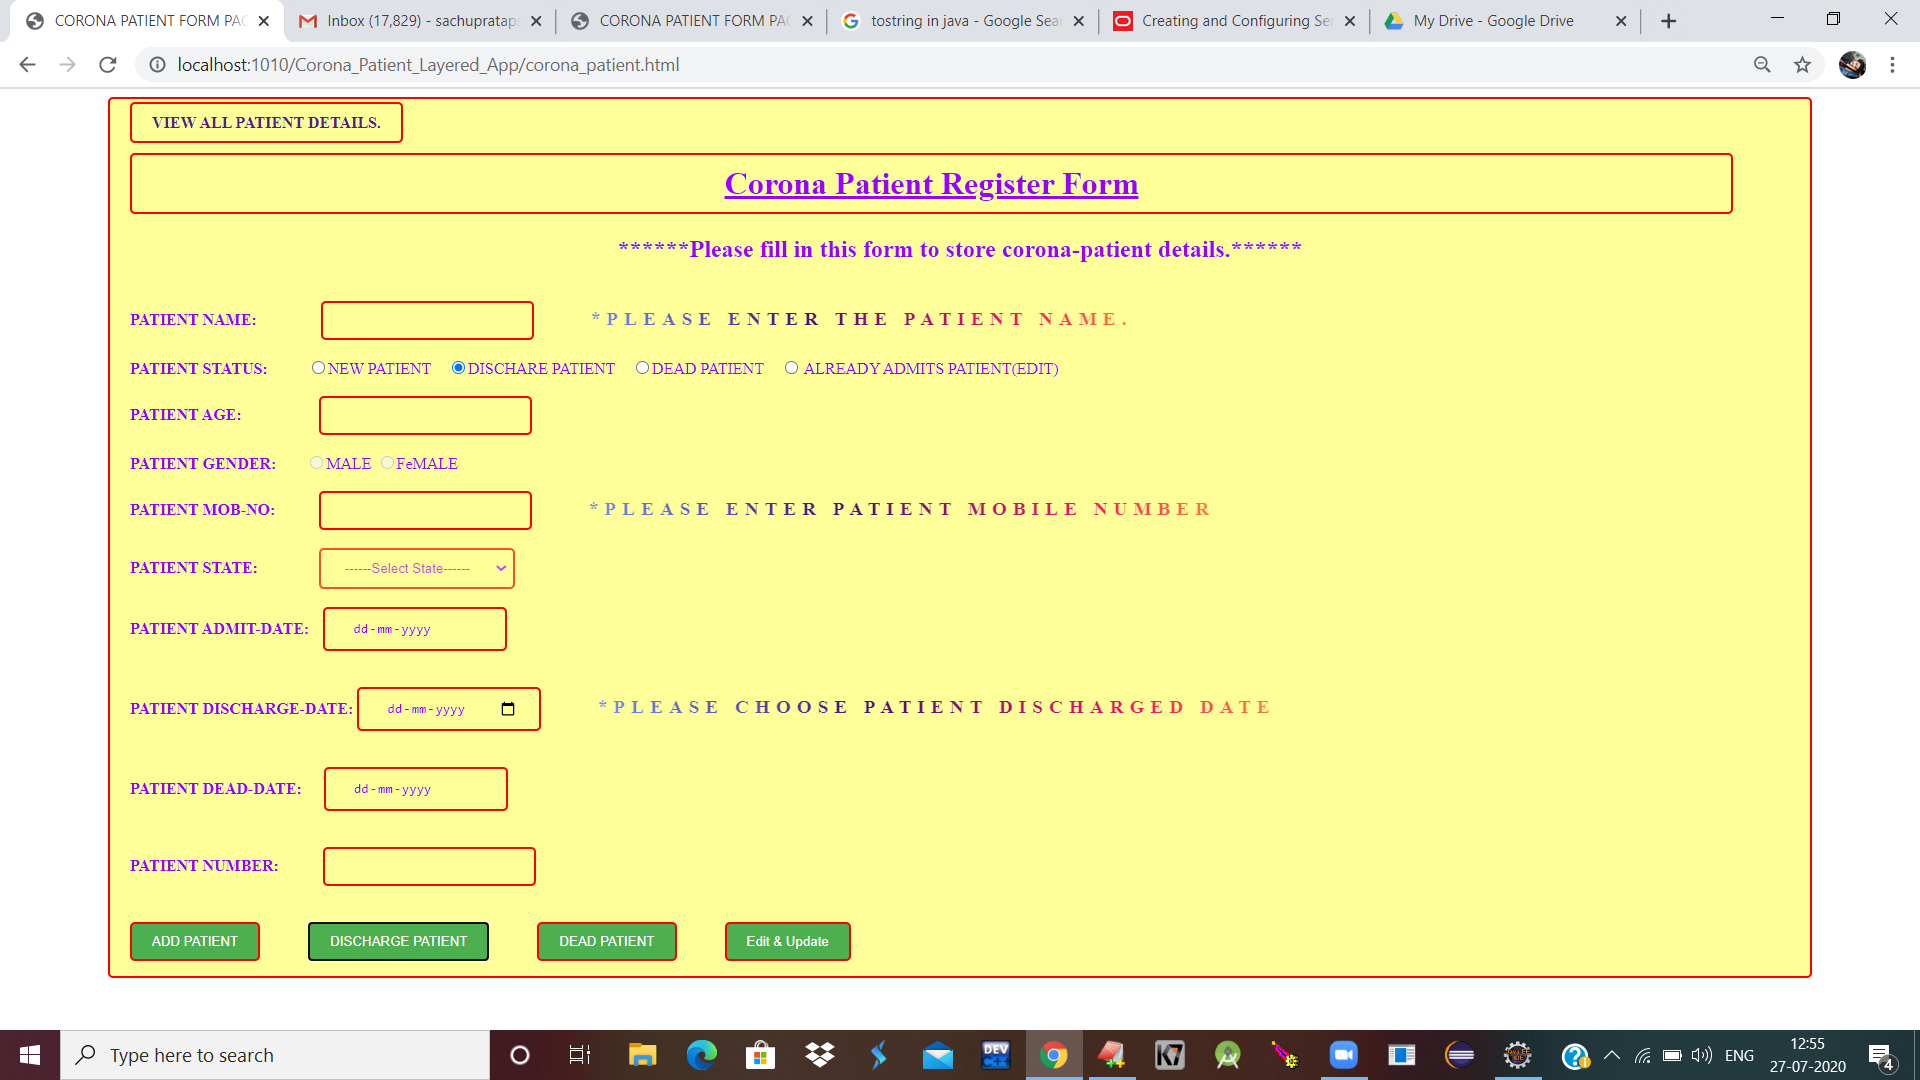 CORONA PATIENT FORM PAG
Inbox (17,829) - sachupratap
CORONA PATIENT FORM PAG
tostring in java - Google Sea
Creating and Configuring Ser
My Drive - Google Drive
localhost:1010/Corona_Patient_Layered_App/corona_patient.html
VIEW ALL PATIENT DETAILS.
Corona Patient Register Form
******Please fill in this form to store corona-patient details.******
PATIENT NAME: *PLEASE ENTER THE PATIENT NAME.
PATIENT STATUS: NEW PATIENT DISCHARE PATIENT DEAD PATIENT ALREADY ADMITS PATIENT(EDIT)
PATIENT AGE:
PATIENT GENDER: MALE FeMALE
PATIENT MOB-NO: *PLEASE ENTER PATIENT MOBILE NUMBER
PATIENT STATE: ------Select State------
PATIENT ADMIT-DATE: dd-mm-yyyy
PATIENT DISCHARGE-DATE: dd-mm-yyyy *PLEASE CHOOSE PATIENT DISCHARGED DATE
PATIENT DEAD-DATE: dd-mm-yyyy
PATIENT NUMBER:
ADD PATIENT DISCHARGE PATIENT DEAD PATIENT Edit & Update
Type here to search
DEV
C++
ENG
12:55
27-07-2020
4